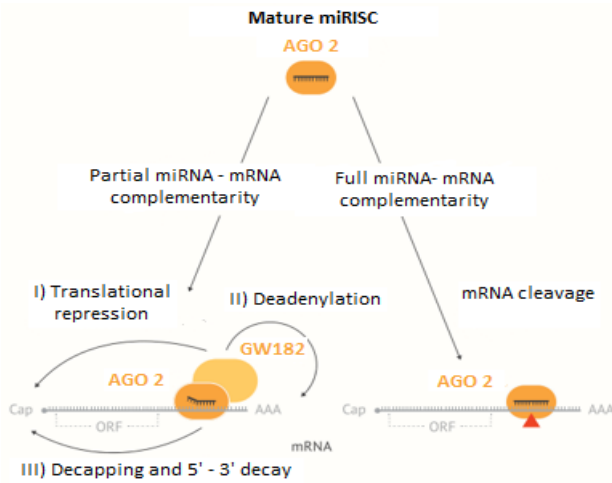 Mature miRISC
AGO 2
Partial miRNA - mRNA
complementarity
Full miRNA- mRNA
complementarity
I) Translational
repression
II) Deadenylation
mRNA cleavage
GW182
AGO 2
AGO 2
Cap
ORF
AAA
Cap
ORF
AAA
mRNA
III) Decapping and 5' - 3' decay